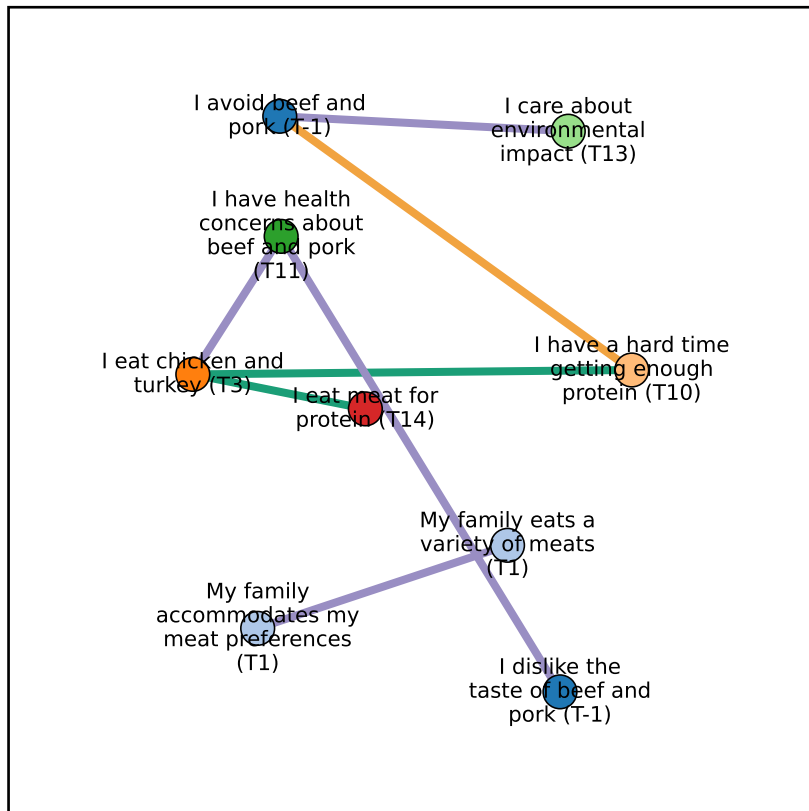 I avoid beef and
pork (T-1)
I care about
environmental
impact (T13)
I have health
concerns about
beef and pork
(T11)
I have a hard time
getting enough
protein (T10)
I eat chicken and
turkey (T3)
I eat meat for
protein (T14)
My family eats a
variety of meats
(T1)
My family
accommodates my
meat preferences
(T1)
I dislike the
taste of beef and
pork (T-1)